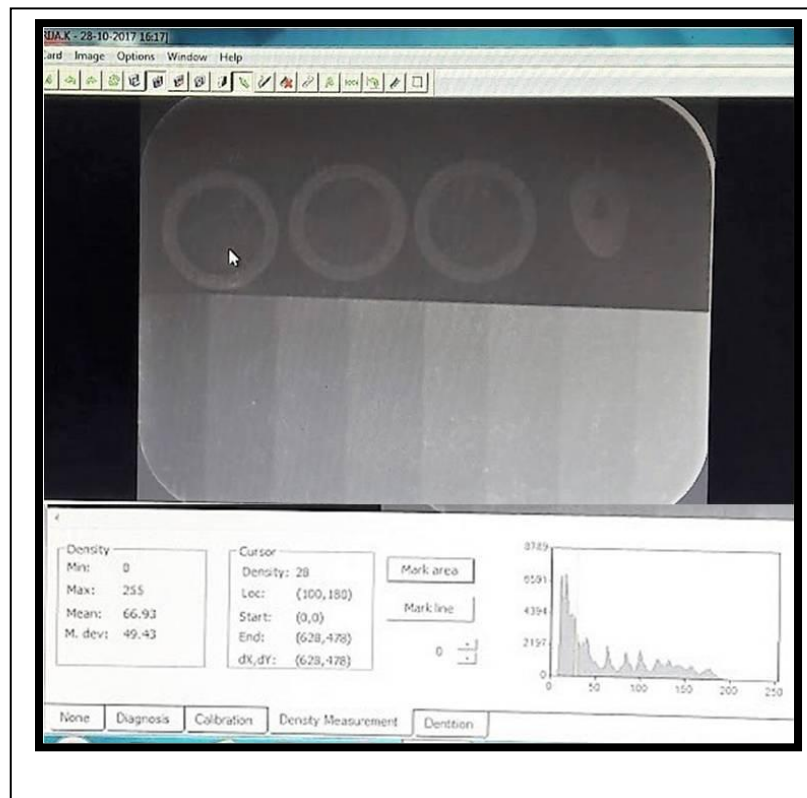 RIJA.K - 28-10-2017 16:17]
Card Image Options Window Help
Density
Min: 0
Max: 255
Mean: 66.93
M. dev: 49.43
Cursor
Density: 28
Loc: (100,180)
Start: (0,0)
End: (628,478)
dX,dY: (628,478)
Mark area
Mark line
0
8789
6591
4394
2197
0
0 50 100 150 200 250
None Diagnosis Calibration Density Measurement Dentition